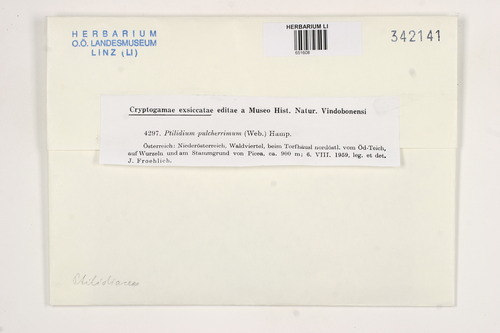 HERBARIUM
O.Ö. LANDESMUSEUM
LINZ (LI)
HERBARIUM LI
651608
342141
Cryptogamae exsiccatae editae a Museo Hist. Natur. Vindobonensi
4297. Ptilidium pulcherrimum (Web.) Hamp.
Österreich: Niederösterreich, Waldviertel, beim Torfhäusl nordöstl. vom Öd-Teich,
auf Wurzeln und am Stammgrund von Picea, ca. 900 m; 6. VIII. 1959, leg. et det.
J. Froehlich.